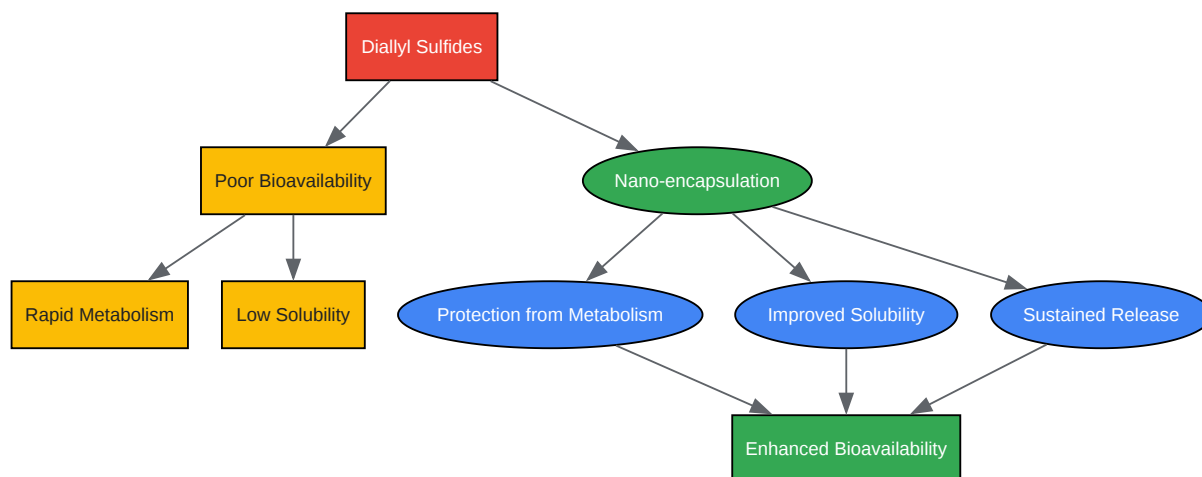 Diallyl Sulfides
Poor Bioavailability
Nano-encapsulation
Rapid Metabolism
Low Solubility
Protection from Metabolism
Improved Solubility
Sustained Release
Enhanced Bioavailability